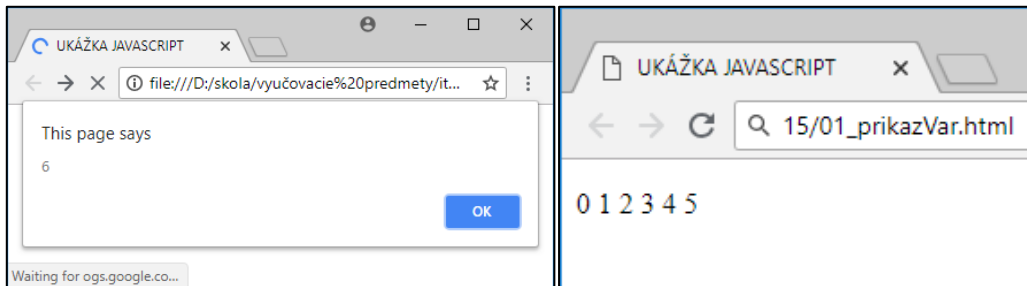 UKÁŽKA JAVASCRIPT
file:///D:/skola/vyučovacie%20predmety/it...
This page says
6
OK
Waiting for ogs.google.co...
UKÁŽKA JAVASCRIPT
15/01_prikazVar.html
0 1 2 3 4 5